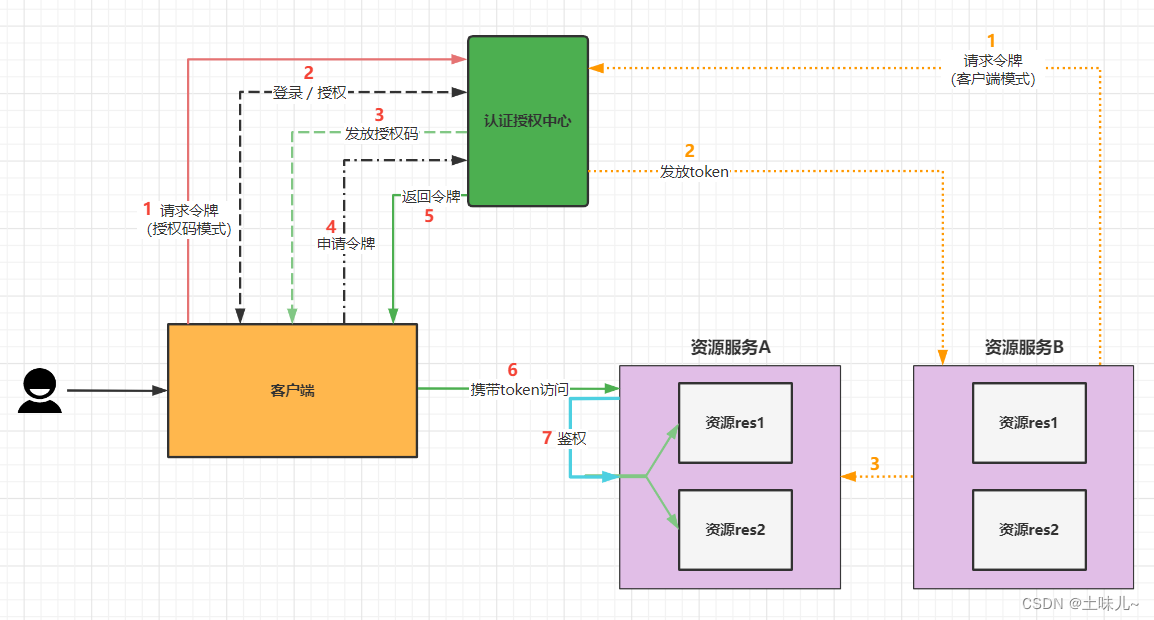 1
请求令牌
(客户端模式)
2
登录 / 授权
3
发放授权码
认证授权中心
2
发放token
返回令牌
5
1 请求令牌
(授权码模式)
4
申请令牌
资源服务A
资源服务B
6
携带token访问
客户端
资源res1
资源res1
7 鉴权
3
资源res2
资源res2
CSDN @土味儿~